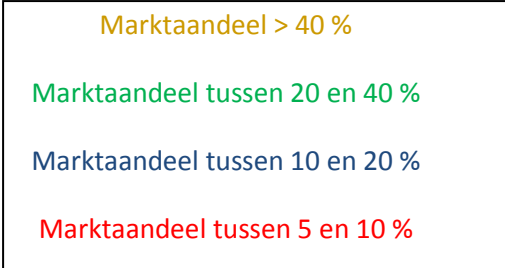 Marktaandeel > 40 %
Marktaandeel tussen 20 en 40 %
Marktaandeel tussen 10 en 20 %
Marktaandeel tussen 5 en 10 %